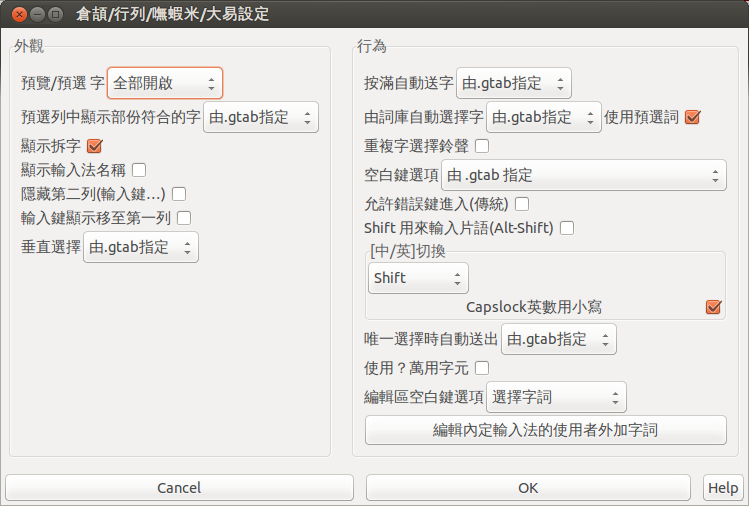 倉頡/行列/嘸蝦米/大易設定
外觀
預覽/預選 字 全部開啟
預選列中顯示部份符合的字 由.gtab指定
顯示拆字
顯示輸入法名稱
隱藏第二列(輸入鍵...)
輸入鍵顯示移至第一列
垂直選擇 由.gtab指定
行為
按滿自動送字 由.gtab指定
由詞庫自動選擇字 由.gtab指定 使用預選詞
重複字選擇鈴聲
空白鍵選項 由 .gtab 指定
允許錯誤鍵進入(傳統)
Shift 用來輸入片語(Alt-Shift)
[中/英]切換
Shift
Capslock英數用小寫
唯一選擇時自動送出 由.gtab指定
使用？萬用字元
編輯區空白鍵選項 選擇字詞
編輯內定輸入法的使用者外加字詞
Cancel OK Help